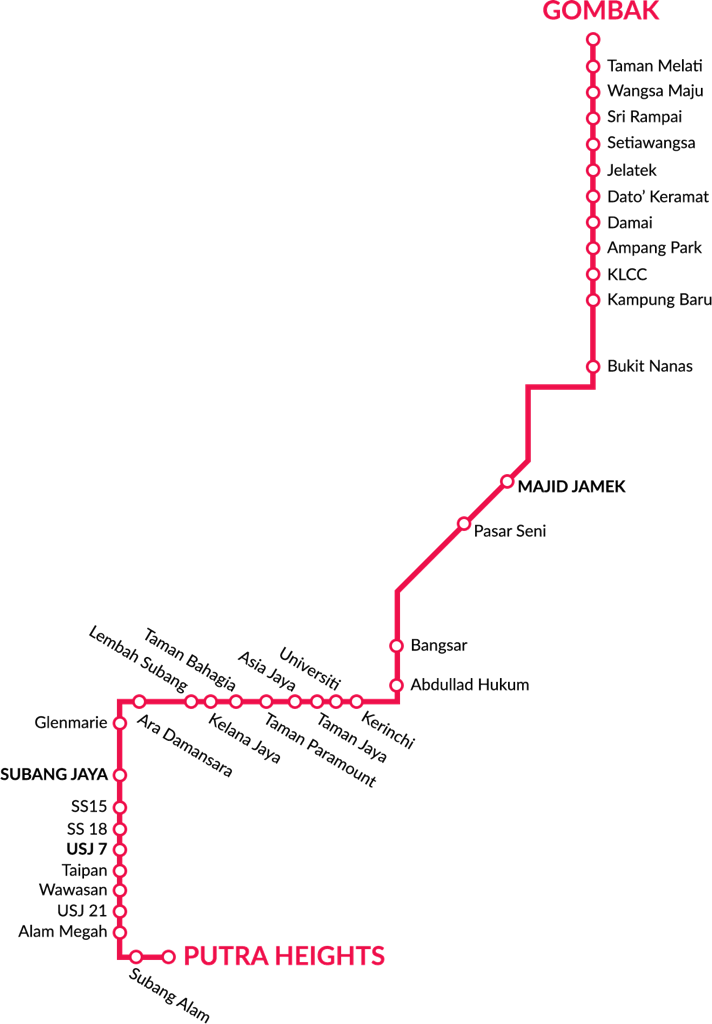 GOMBAK
Taman Melati
Wangsa Maju
Sri Rampai
Setiawangsa
Jelatek
Dato' Keramat
Damai
Ampang Park
KLCC
Kampung Baru
Bukit Nanas
MAJID JAMEK
Pasar Seni
Bangsar
Abdullad Hukum
Kerinchi
Universiti
Taman Jaya
Asia Jaya
Taman Paramount
Taman Bahagia
Kelana Jaya
Lembah Subang
Ara Damansara
Glenmarie
SUBANG JAYA
SS15
SS 18
USJ 7
Taipan
Wawasan
USJ 21
Alam Megah
Subang Alam
PUTRA HEIGHTS